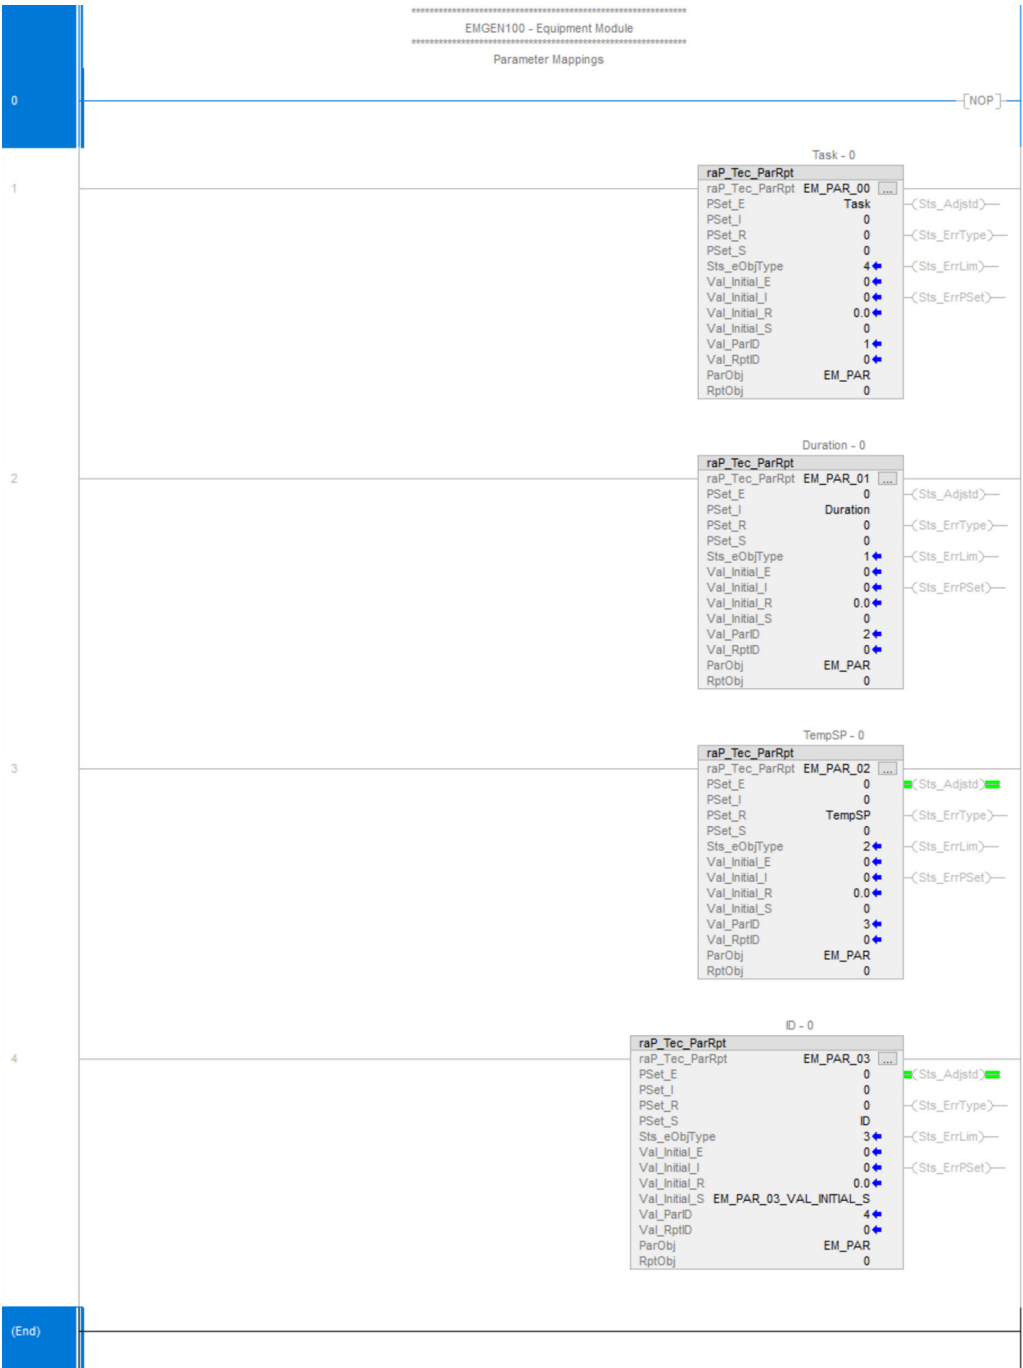 ************************************************************
EMGEN100 - Equipment Module
************************************************************
Parameter Mappings
0
NOP
Task - 0
raP_Tec_ParRpt
1
raP_Tec_ParRpt EM_PAR_00 ...
PSet_E Task (Sts_Adjstd)
PSet_I 0
PSet_R 0 (Sts_ErrType)
PSet_S 0
Sts_eObjType 4 (Sts_ErrLim)
Val_Initial_E 0
Val_Initial_I 0 (Sts_ErrPSet)
Val_Initial_R 0.0
Val_Initial_S 0
Val_ParID 1
Val_RptID 0
ParObj EM_PAR
RptObj 0
Duration - 0
raP_Tec_ParRpt
2
raP_Tec_ParRpt EM_PAR_01 ...
PSet_E 0 (Sts_Adjstd)
PSet_I Duration
PSet_R 0 (Sts_ErrType)
PSet_S 0
Sts_eObjType 1 (Sts_ErrLim)
Val_Initial_E 0
Val_Initial_I 0 (Sts_ErrPSet)
Val_Initial_R 0.0
Val_Initial_S 0
Val_ParID 2
Val_RptID 0
ParObj EM_PAR
RptObj 0
TempSP - 0
raP_Tec_ParRpt
3
raP_Tec_ParRpt EM_PAR_02 ...
PSet_E 0 (Sts_Adjstd)
PSet_I 0
PSet_R TempSP (Sts_ErrType)
PSet_S 0
Sts_eObjType 2 (Sts_ErrLim)
Val_Initial_E 0
Val_Initial_I 0 (Sts_ErrPSet)
Val_Initial_R 0.0
Val_Initial_S 0
Val_ParID 3
Val_RptID 0
ParObj EM_PAR
RptObj 0
ID - 0
raP_Tec_ParRpt
4
raP_Tec_ParRpt EM_PAR_03 ...
PSet_E 0 (Sts_Adjstd)
PSet_I 0
PSet_R 0 (Sts_ErrType)
PSet_S ID
Sts_eObjType 3 (Sts_ErrLim)
Val_Initial_E 0
Val_Initial_I 0 (Sts_ErrPSet)
Val_Initial_R 0.0
Val_Initial_S EM_PAR_03_VAL_INITIAL_S
Val_ParID 4
Val_RptID 0
ParObj EM_PAR
RptObj 0
(End)